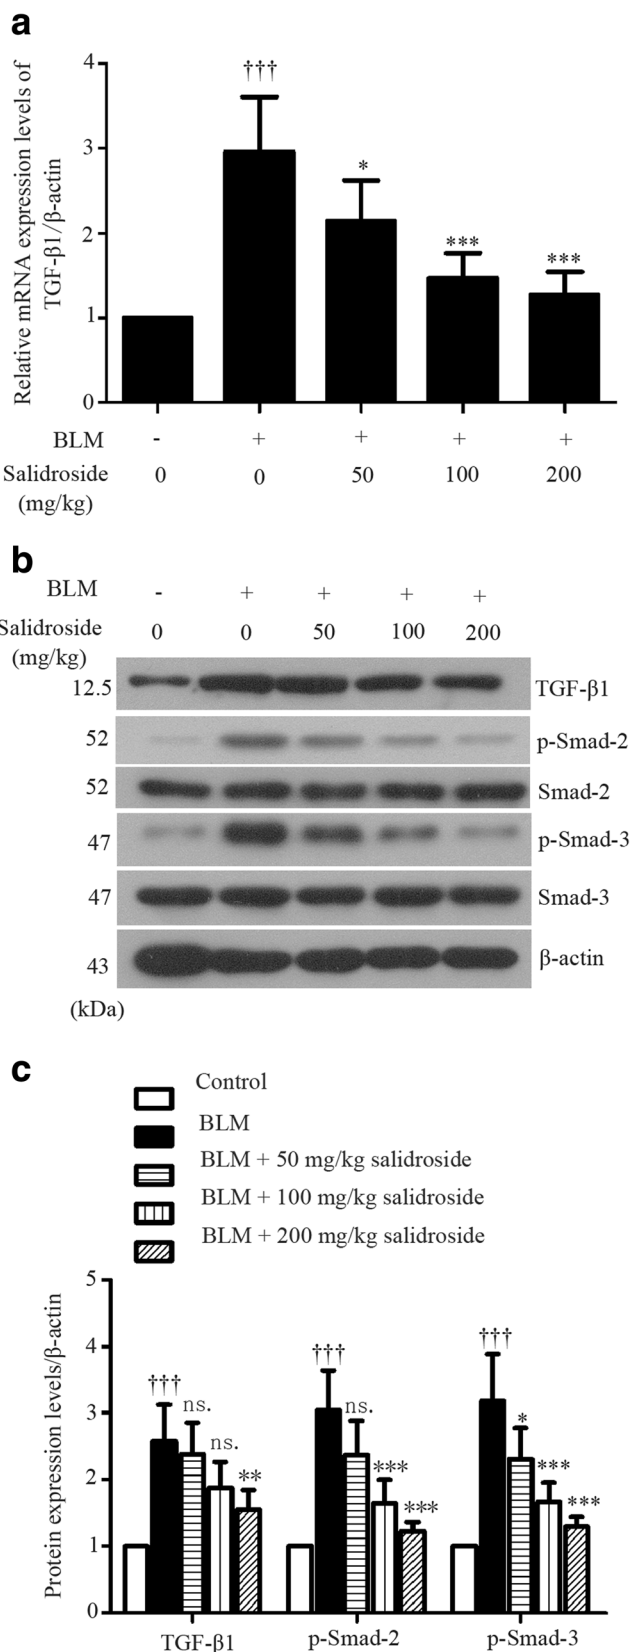 a
Relative mRNA expression levels of
TGF-β1/β-actin
4
3
2
1
0
†††
*
***
***
BLM - + + + +
Salidroside 0 0 50 100 200
(mg/kg)
b
BLM - + + + +
Salidroside 0 0 50 100 200
(mg/kg)
12.5 TGF-β1
52 p-Smad-2
52 Smad-2
47 p-Smad-3
47 Smad-3
43 β-actin
(kDa)
c
Control
BLM
BLM + 50 mg/kg salidroside
BLM + 100 mg/kg salidroside
BLM + 200 mg/kg salidroside
Protein expression levels/β-actin
5
4
3
2
1
0
††† ns. ns. **
††† ns. *** ***
††† * *** ***
TGF-β1 p-Smad-2 p-Smad-3